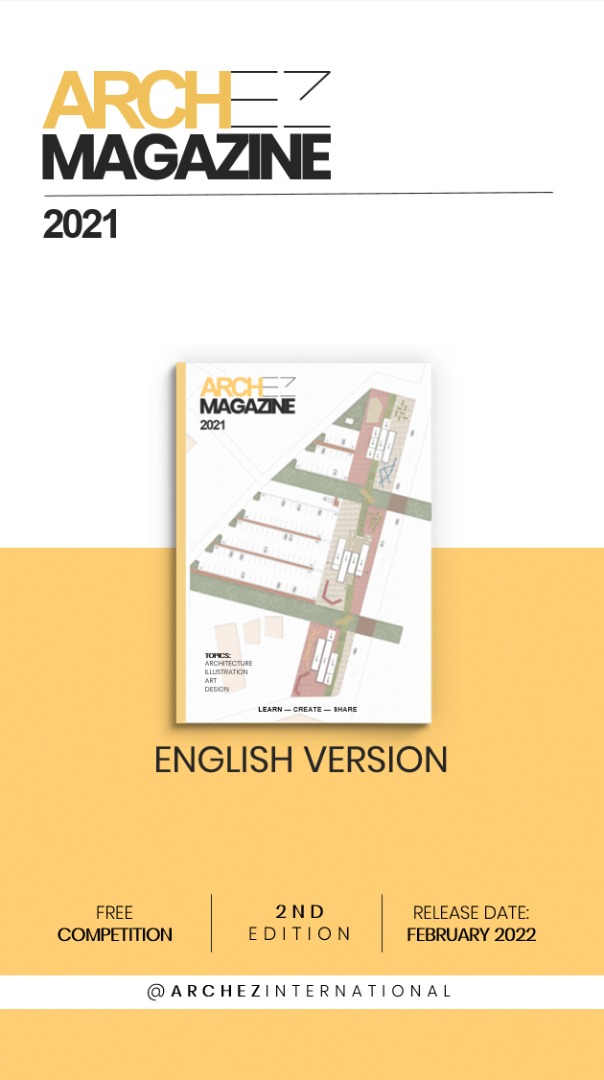 ARCHEZ
MAGAZINE
2021
ARCHEZ
MAGAZINE
2021
TOPICS:
ARCHITECTURE
ILLUSTRATION
ART
DESIGN
LEARN — CREATE — SHARE
ENGLISH VERSION
FREE
COMPETITION
2ND
EDITION
RELEASE DATE:
FEBRUARY 2022
@ARCHEZINTERNATIONAL